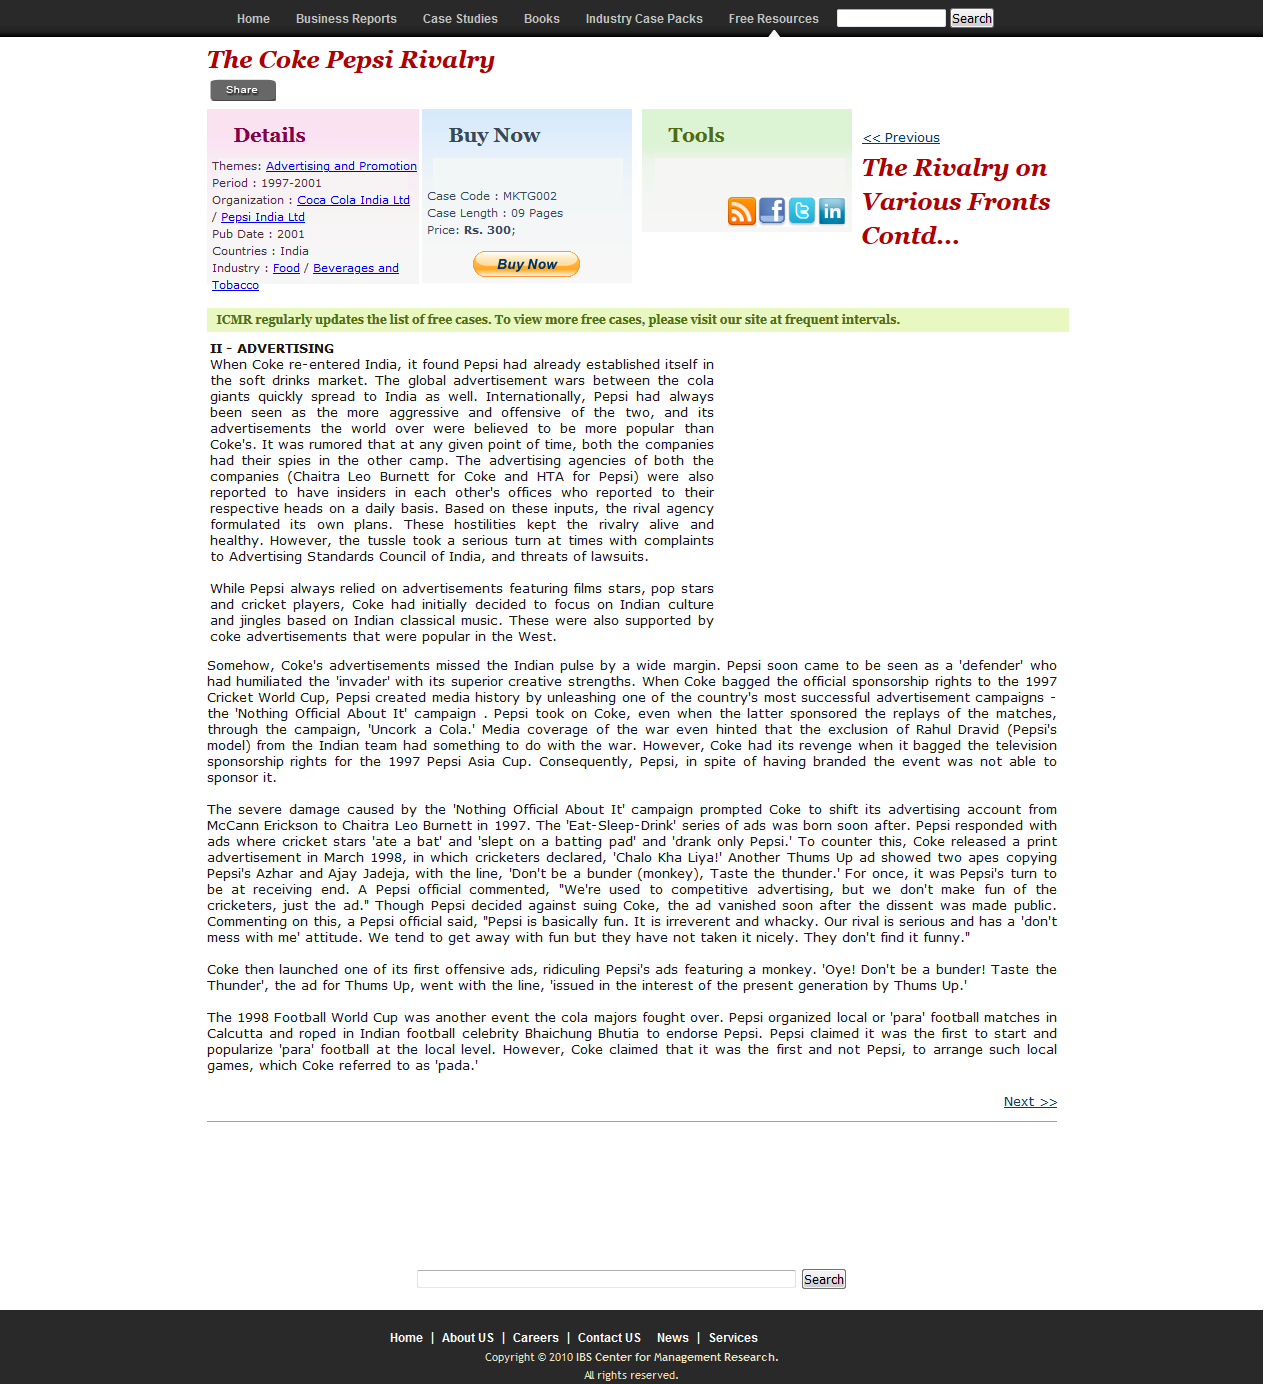 Home Business Reports Case Studies Books Industry Case Packs Free Resources Search
The Coke Pepsi Rivalry
Share
Details
Themes: Advertising and Promotion
Period : 1997-2001
Organization : Coca Cola India Ltd
/ Pepsi India Ltd
Pub Date : 2001
Countries : India
Industry : Food / Beverages and
Tobacco
Buy Now
Case Code : MKTG002
Case Length : 09 Pages
Price: Rs. 300;
Buy Now
Tools
<< Previous
The Rivalry on
Various Fronts
Contd...
ICMR regularly updates the list of free cases. To view more free cases, please visit our site at frequent intervals.
II - ADVERTISING
When Coke re-entered India, it found Pepsi had already established itself in
the soft drinks market. The global advertisement wars between the cola
giants quickly spread to India as well. Internationally, Pepsi had always
been seen as the more aggressive and offensive of the two, and its
advertisements the world over were believed to be more popular than
Coke's. It was rumored that at any given point of time, both the companies
had their spies in the other camp. The advertising agencies of both the
companies (Chaitra Leo Burnett for Coke and HTA for Pepsi) were also
reported to have insiders in each other's offices who reported to their
respective heads on a daily basis. Based on these inputs, the rival agency
formulated its own plans. These hostilities kept the rivalry alive and
healthy. However, the tussle took a serious turn at times with complaints
to Advertising Standards Council of India, and threats of lawsuits.
While Pepsi always relied on advertisements featuring films stars, pop stars
and cricket players, Coke had initially decided to focus on Indian culture
and jingles based on Indian classical music. These were also supported by
coke advertisements that were popular in the West.
Somehow, Coke's advertisements missed the Indian pulse by a wide margin. Pepsi soon came to be seen as a 'defender' who
had humiliated the 'invader' with its superior creative strengths. When Coke bagged the official sponsorship rights to the 1997
Cricket World Cup, Pepsi created media history by unleashing one of the country's most successful advertisement campaigns -
the 'Nothing Official About It' campaign . Pepsi took on Coke, even when the latter sponsored the replays of the matches,
through the campaign, 'Uncork a Cola.' Media coverage of the war even hinted that the exclusion of Rahul Dravid (Pepsi's
model) from the Indian team had something to do with the war. However, Coke had its revenge when it bagged the television
sponsorship rights for the 1997 Pepsi Asia Cup. Consequently, Pepsi, in spite of having branded the event was not able to
sponsor it.
The severe damage caused by the 'Nothing Official About It' campaign prompted Coke to shift its advertising account from
McCann Erickson to Chaitra Leo Burnett in 1997. The 'Eat-Sleep-Drink' series of ads was born soon after. Pepsi responded with
ads where cricket stars 'ate a bat' and 'slept on a batting pad' and 'drank only Pepsi.' To counter this, Coke released a print
advertisement in March 1998, in which cricketers declared, 'Chalo Kha Liya!' Another Thums Up ad showed two apes copying
Pepsi's Azhar and Ajay Jadeja, with the line, 'Don't be a bunder (monkey), Taste the thunder.' For once, it was Pepsi's turn to
be at receiving end. A Pepsi official commented, "We're used to competitive advertising, but we don't make fun of the
cricketers, just the ad." Though Pepsi decided against suing Coke, the ad vanished soon after the dissent was made public.
Commenting on this, a Pepsi official said, "Pepsi is basically fun. It is irreverent and whacky. Our rival is serious and has a 'don't
mess with me' attitude. We tend to get away with fun but they have not taken it nicely. They don't find it funny."
Coke then launched one of its first offensive ads, ridiculing Pepsi's ads featuring a monkey. 'Oye! Don't be a bunder! Taste the
Thunder', the ad for Thums Up, went with the line, 'issued in the interest of the present generation by Thums Up.'
The 1998 Football World Cup was another event the cola majors fought over. Pepsi organized local or 'para' football matches in
Calcutta and roped in Indian football celebrity Bhaichung Bhutia to endorse Pepsi. Pepsi claimed it was the first to start and
popularize 'para' football at the local level. However, Coke claimed that it was the first and not Pepsi, to arrange such local
games, which Coke referred to as 'pada.'
Next >>
Search
Home | About US | Careers | Contact US News | Services
Copyright © 2010 IBS Center for Management Research.
All rights reserved.